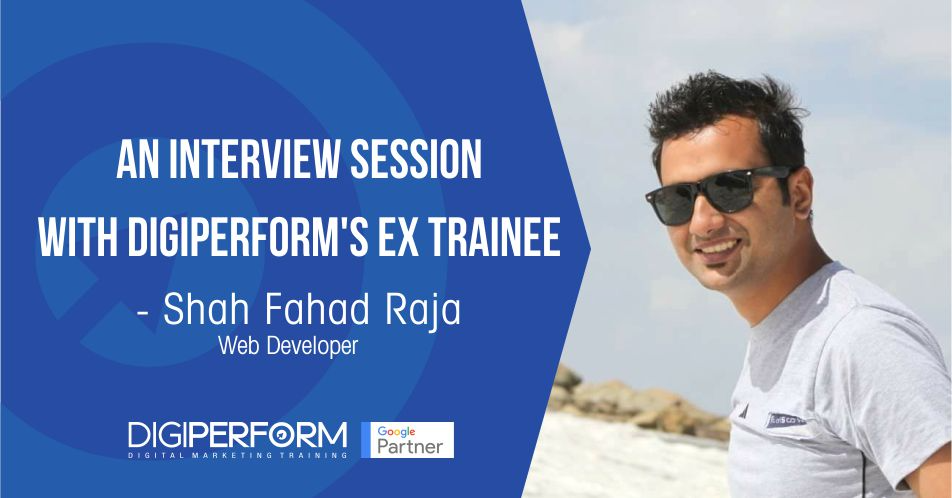 AN INTERVIEW SESSION
WITH DIGIPERFORM'S EX TRAINEE
- Shah Fahad Raja
Web Developer
DIGIPERFORM
DIGITAL MARKETING TRAINING
Google
Partner